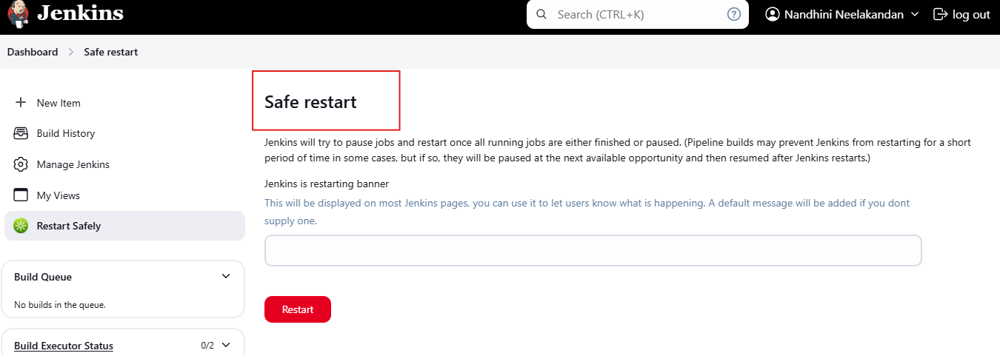 Jenkins
Search (CTRL+K)
?
Nandhini Neelakandan
log out
Dashboard
Safe restart
New Item
Build History
Manage Jenkins
My Views
Restart Safely
Build Queue
No builds in the queue.
Build Executor Status
0/2
Safe restart
Jenkins will try to pause jobs and restart once all running jobs are either finished or paused. (Pipeline builds may prevent Jenkins from restarting for a short
period of time in some cases, but if so, they will be paused at the next available opportunity and then resumed after Jenkins restarts.)
Jenkins is restarting banner
This will be displayed on most Jenkins pages, you can use it to let users know what is happening. A default message will be added if you dont
supply one.
Restart